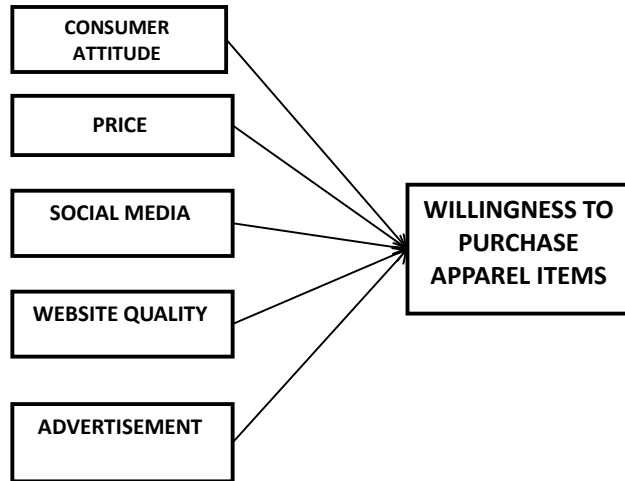 CONSUMER
ATTITUDE
PRICE
SOCIAL MEDIA
WEBSITE QUALITY
ADVERTISEMENT
WILLINGNESS TO
PURCHASE
APPAREL ITEMS